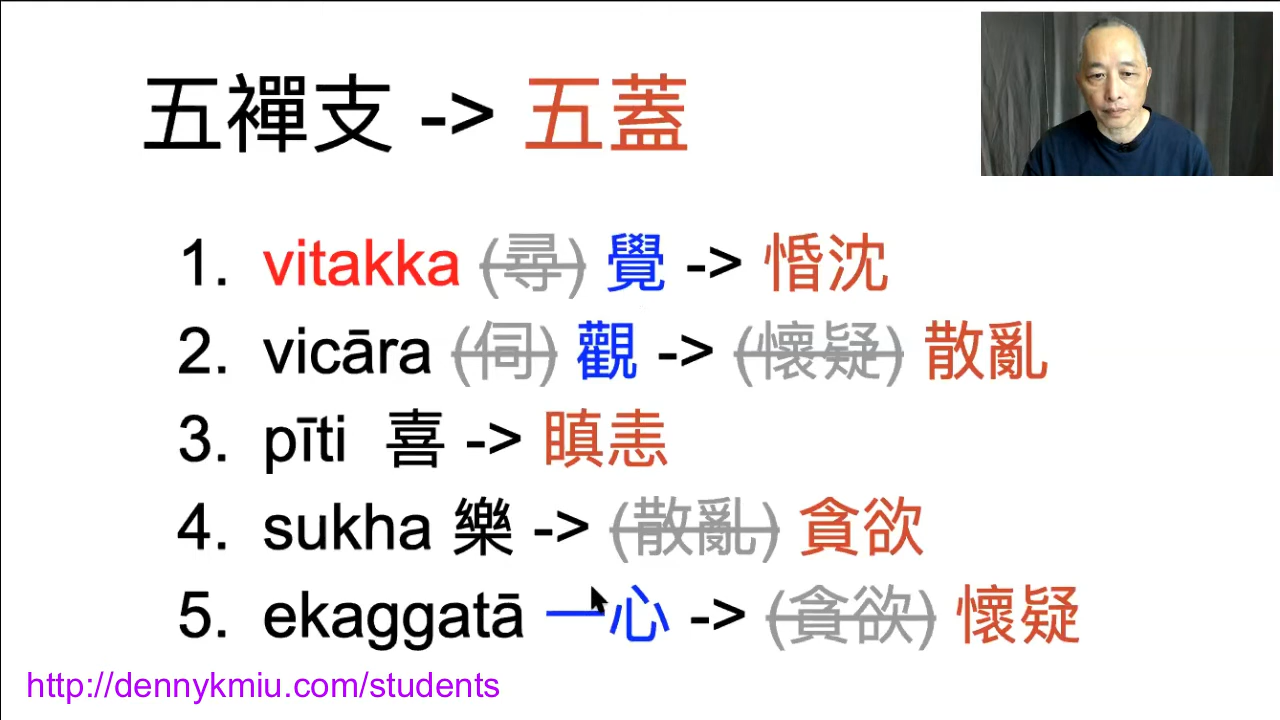 五禪支 -> 五蓋
1. vitakka (尋) 覺 -> 惛沈
2. vicāra (伺) 觀 -> (懷疑) 散亂
3. pīti 喜 -> 瞋恚
4. sukha 樂 -> (散亂) 貪欲
5. ekaggatā 一心 -> (貪欲) 懷疑
http://dennykmiu.com/students